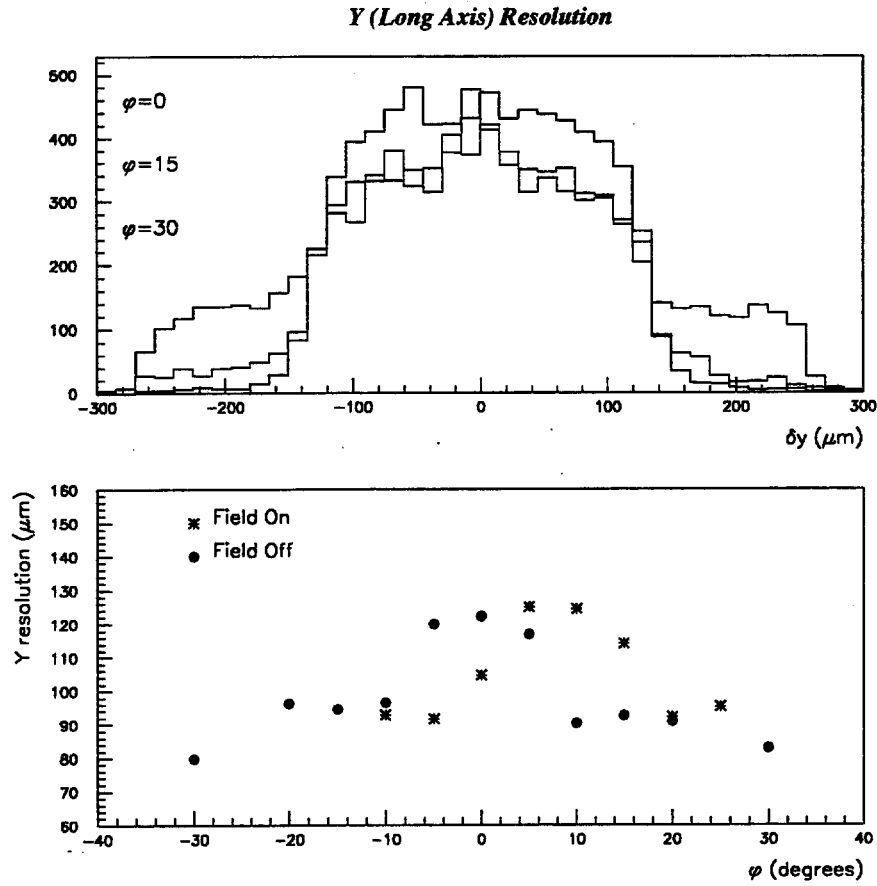 Y (Long Axis) Resolution
500
400
300
200
100
0
φ=0
φ=15
φ=30
−300 −200 −100 0 100 200 300
δy (μm)
Y resolution (μm)
160
150
140
130
120
110
100
90
80
70
60
Field On
Field Off
−40 −30 −20 −10 0 10 20 30 40
φ (degrees)